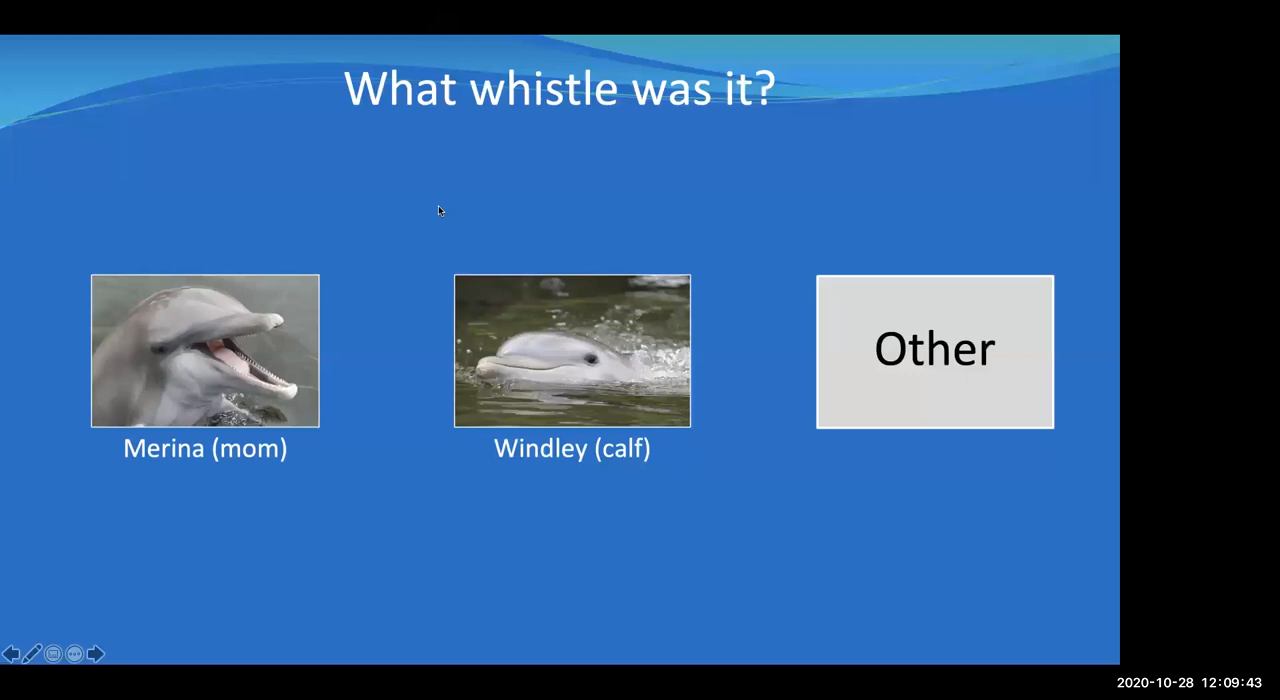 What whistle was it?
Other
Merina (mom)
Windley (calf)
2020-10-28 12:09:43